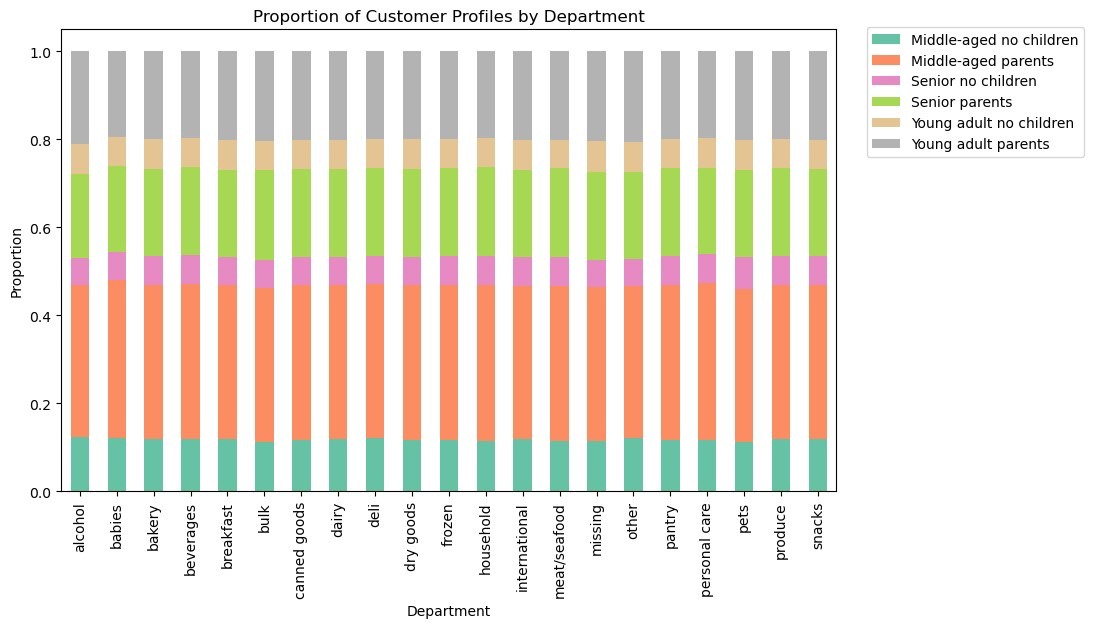 Proportion of Customer Profiles by Department
Middle-aged no children
Middle-aged parents
Senior no children
Senior parents
Young adult no children
Young adult parents
Proportion
1.0
0.8
0.6
0.4
0.2
0.0
alcohol
babies
bakery
beverages
breakfast
bulk
canned goods
dairy
deli
dry goods
frozen
household
international
meat/seafood
missing
other
pantry
personal care
pets
produce
snacks
Department